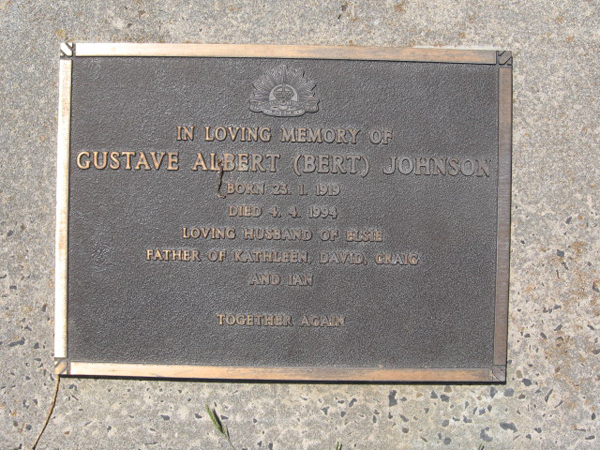 IN LOVING MEMORY OF
GUSTAVE ALBERT (BERT) JOHNSON
BORN 23. 1. 1919
DIED 4. 4. 1994
LOVING HUSBAND OF ELSIE
FATHER OF KATHLEEN, DAVID, CRAIG
AND IAN
TOGETHER AGAIN